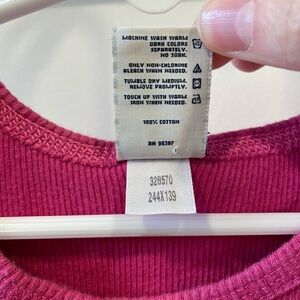 MACHINE WASH WARM
DARK COLORS
SEPARATELY.
NO SOAK.
ONLY NON-CHLORINE
BLEACH WHEN NEEDED.
TUMBLE DRY MEDIUM.
REMOVE PROMPTLY.
TOUCH UP WITH WARM
IRON WHEN NEEDED.
100% COTTON
RN 96387
328570
244X139